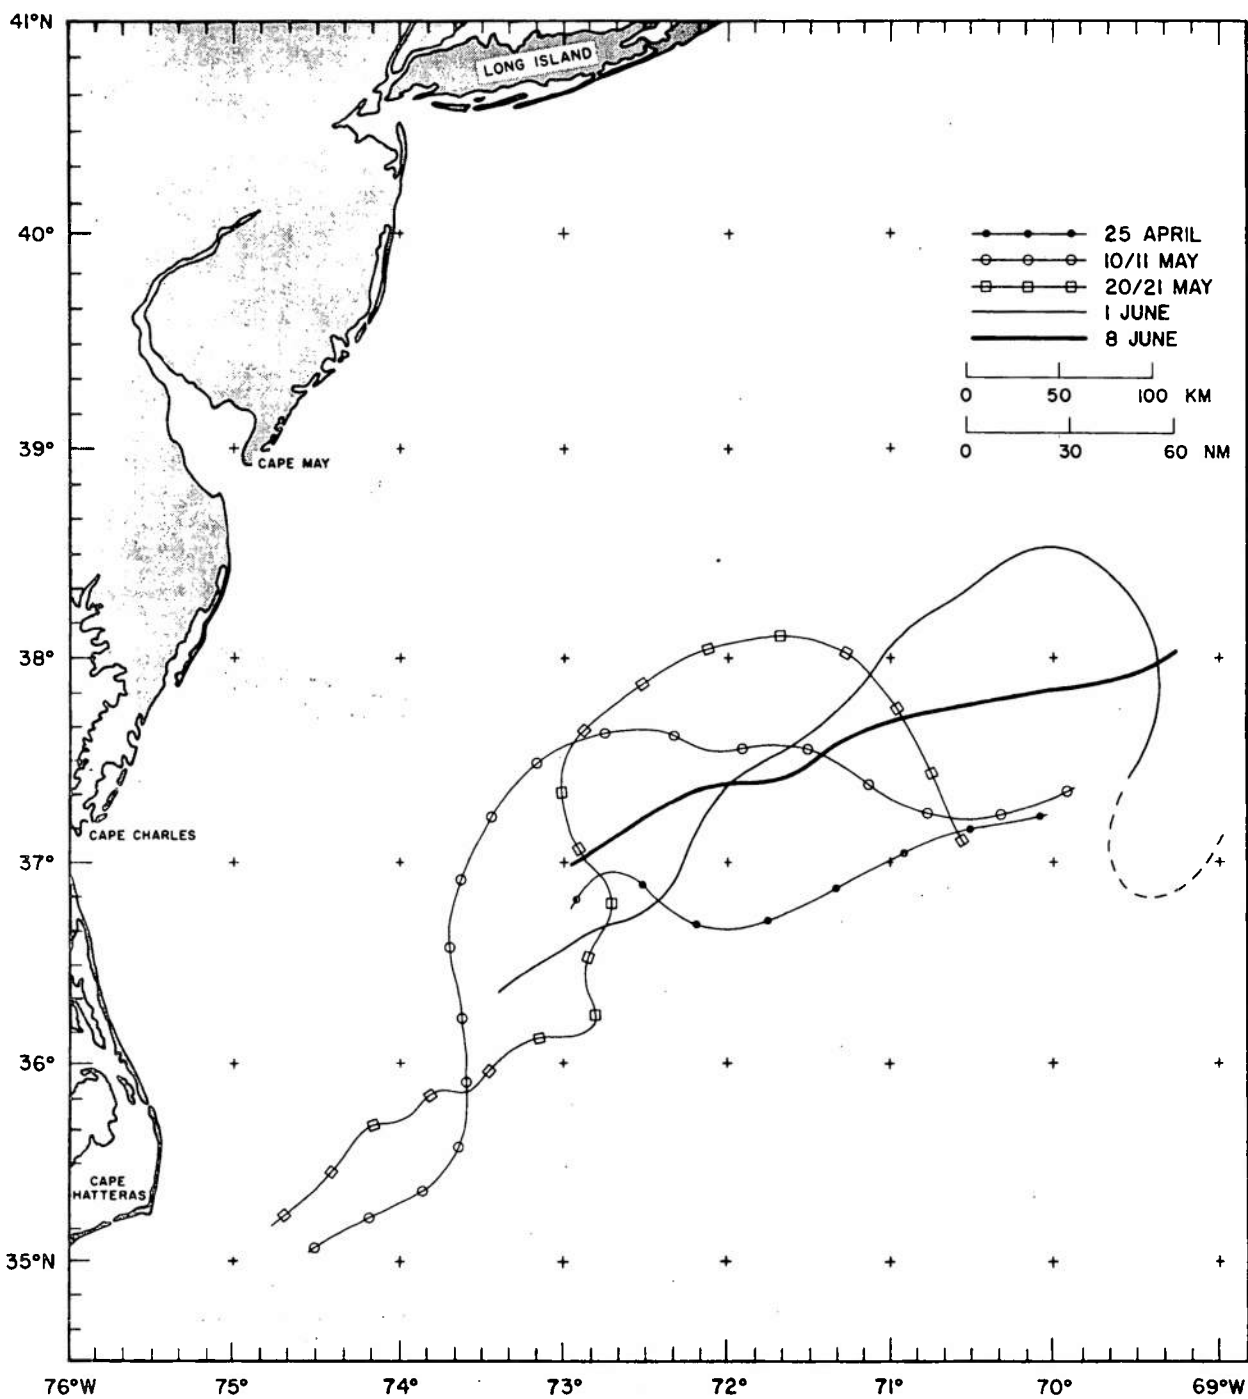 41°N
LONG ISLAND
40°
25 APRIL
10/11 MAY
20/21 MAY
1 JUNE
8 JUNE
0 50 100 KM
0 30 60 NM
39°
CAPE MAY
38°
CAPE CHARLES
37°
36°
CAPE
HATTERAS
35°N
76°W 75° 74° 73° 72° 71° 70° 69°W